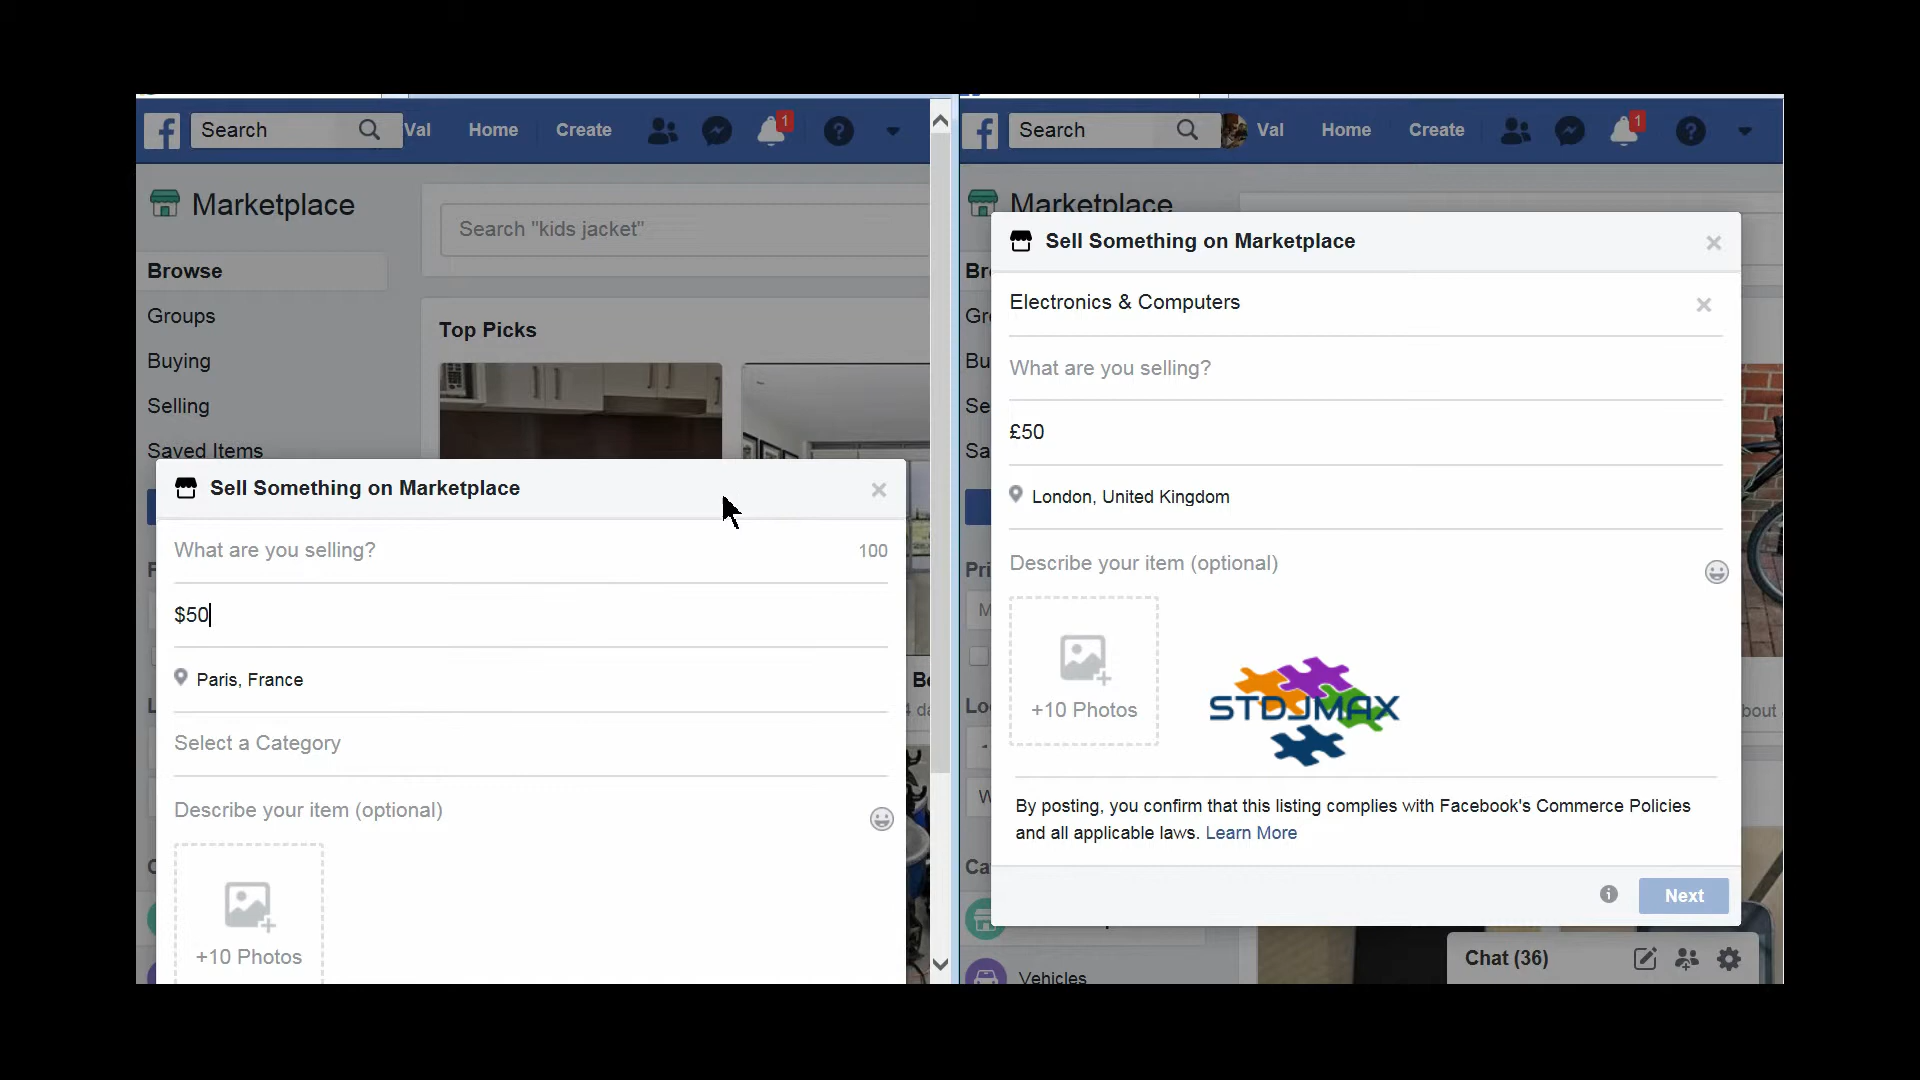 Search
Val
Home
Create
1
?
Marketplace
Search "kids jacket"
Browse
Groups
Buying
Selling
Saved Items
Top Picks
Sell Something on Marketplace
What are you selling?
100
$50
Paris, France
Select a Category
Describe your item (optional)
+10 Photos
Search
Val
Home
Create
1
?
Marketplace
Sell Something on Marketplace
Electronics & Computers
What are you selling?
£50
London, United Kingdom
Describe your item (optional)
+10 Photos
STDJMAX
By posting, you confirm that this listing complies with Facebook's Commerce Policies
and all applicable laws. Learn More
Next
Chat (36)
Vehicles